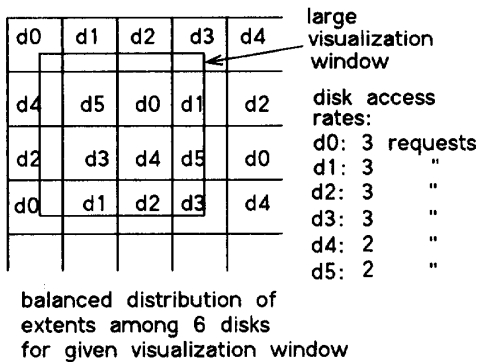 d0 d1 d2 d3 d4
d4 d5 d0 d1 d2
d2 d3 d4 d5 d0
d0 d1 d2 d3 d4
large
visualization
window
disk access
rates:
d0: 3 requests
d1: 3 "
d2: 3 "
d3: 3 "
d4: 2 "
d5: 2 "
balanced distribution of
extents among 6 disks
for given visualization window